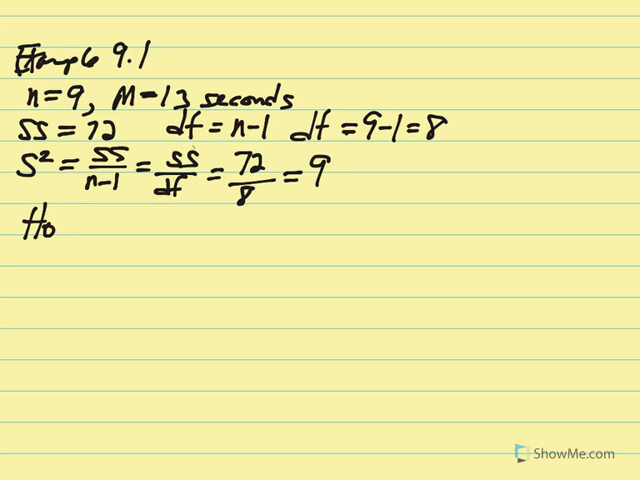 Example 9.1
n=9, M=13 seconds
SS = 72 df = n-1 df = 9-1=8
S² = SS/n-1 = SS/df = 72/8 = 9
Ho
ShowMe.com